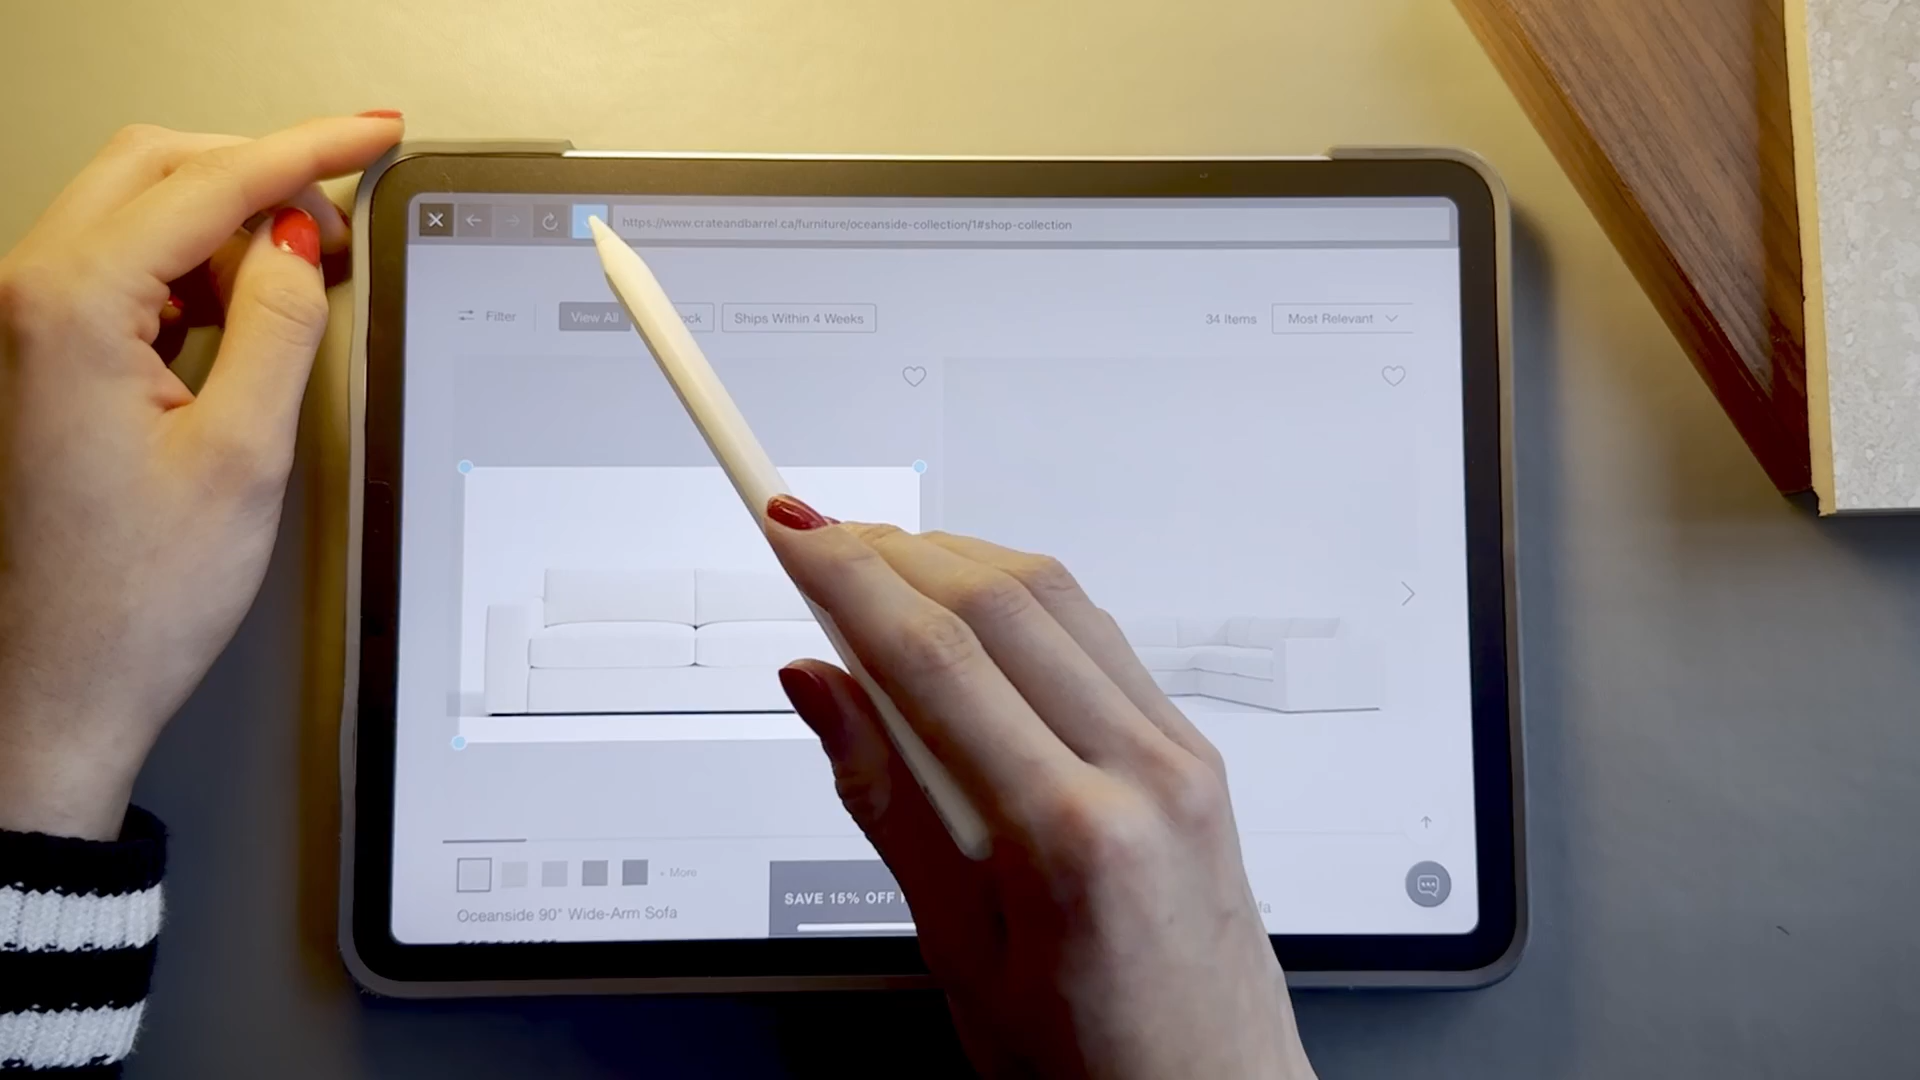 https://www.crateandbarrel.ca/furniture/oceanside-collection/1#shop-collection
Filter
View All
Ships Within 4 Weeks
34 Items
Most Relevant
+ More
Oceanside 90" Wide-Arm Sofa
SAVE 15% OFF